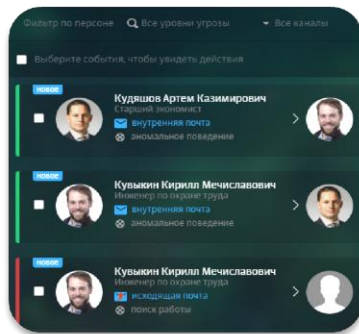 Фильтр по персоне Все уровни угрозы Все каналы
Выберите события, чтобы увидеть действия
НОВОЕ
Кудяшов Артем Казимирович
Старший экономист
внутренняя почта
аномальное поведение
НОВОЕ
Кувыкин Кирилл Мечиславович
Инженер по охране труда
внутренняя почта
аномальное поведение
НОВОЕ
Кувыкин Кирилл Мечиславович
Инженер по охране труда
исходящая почта
поиск работы